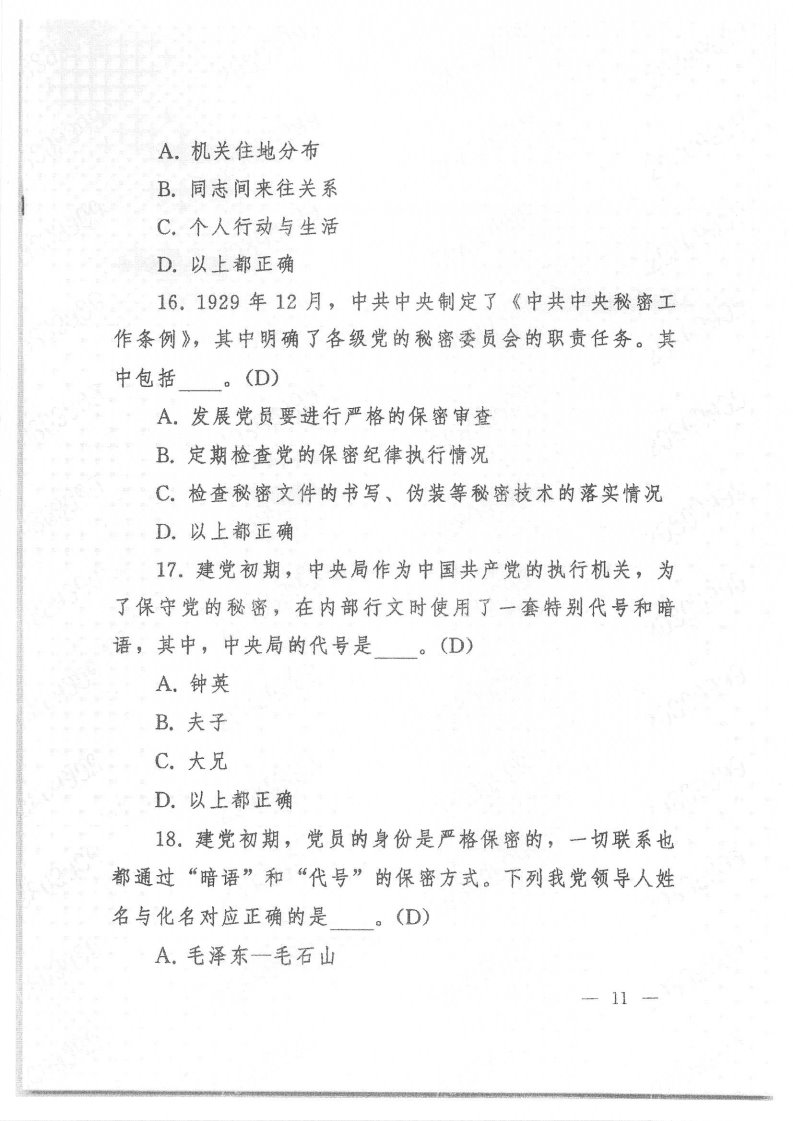 A. 机关住地分布
B. 同志间来往关系
C. 个人行动与生活
D. 以上都正确
16. 1929 年 12 月，中共中央制定了《中共中央秘密工
作条例》，其中明确了各级党的秘密委员会的职责任务。其
中包括____。(D)
A. 发展党员要进行严格的保密审查
B. 定期检查党的保密纪律执行情况
C. 检查秘密文件的书写、伪装等秘密技术的落实情况
D. 以上都正确
17. 建党初期，中央局作为中国共产党的执行机关，为
了保守党的秘密，在内部行文时使用了一套特别代号和暗
语，其中，中央局的代号是____。(D)
A. 钟英
B. 夫子
C. 大兄
D. 以上都正确
18. 建党初期，党员的身份是严格保密的，一切联系也
都通过“暗语”和“代号”的保密方式。下列我党领导人姓
名与化名对应正确的是____。(D)
A. 毛泽东—毛石山
— 11 —